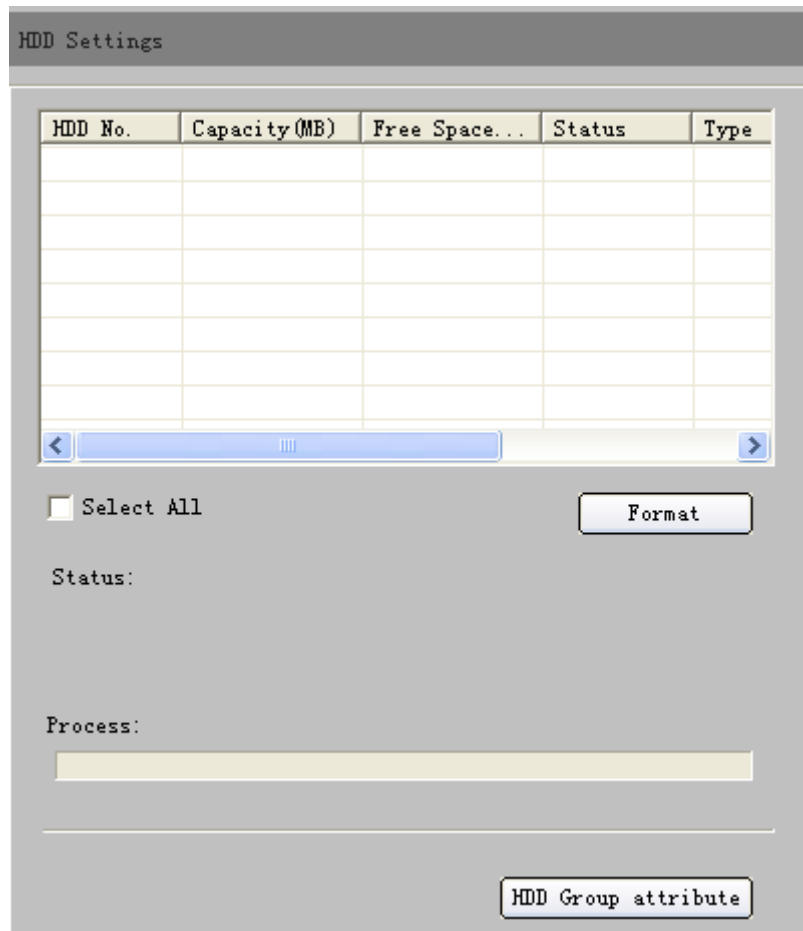 HDD Settings
HDD No. Capacity(MB) Free Space... Status Type
Select All
Format
Status:
Process:
HDD Group attribute